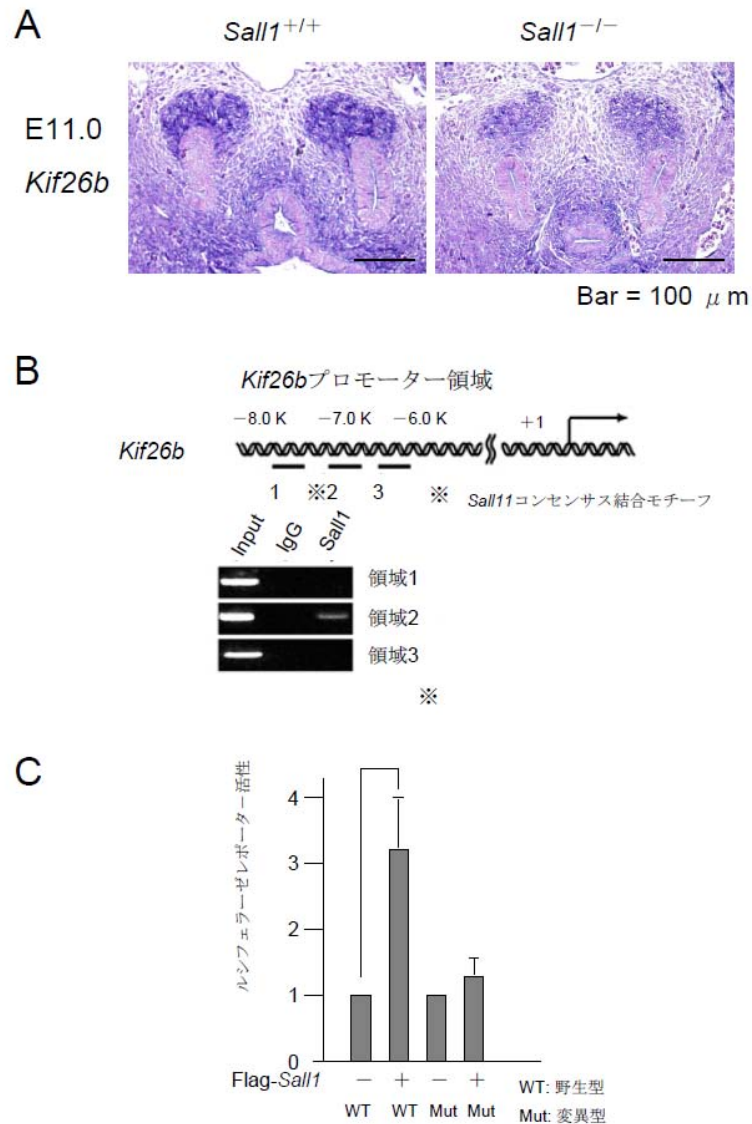 A
Sall1+/+
Sall1−/−
E11.0
Kif26b
Bar = 100 μm
B
Kif26bプロモーター領域
−8.0 K
−7.0 K
−6.0 K
+1
Kif26b
1
※2
3
※
Sall11コンセンサス結合モチーフ
Input
IgG
Sall1
領域1
領域2
領域3
※
C
ルシフェラーゼレポーター活性
4
3
2
1
0
Flag-Sall1
−
+
−
+
WT
WT
Mut
Mut
WT: 野生型
Mut: 変異型